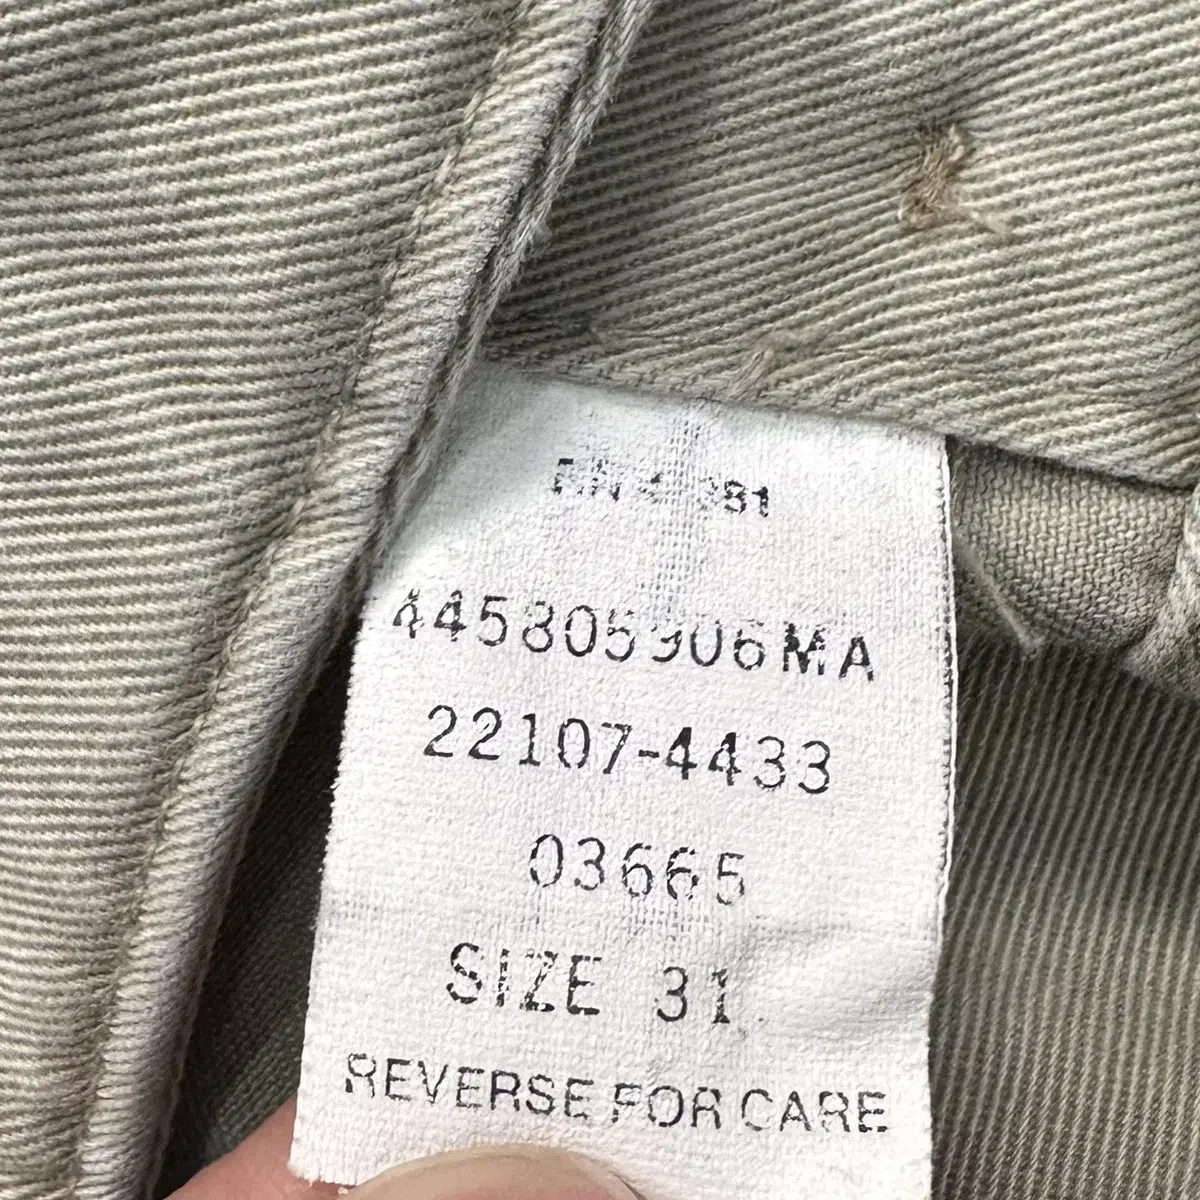 445805906MA
22107-4433
03665
SIZE 31
REVERSE FOR CARE